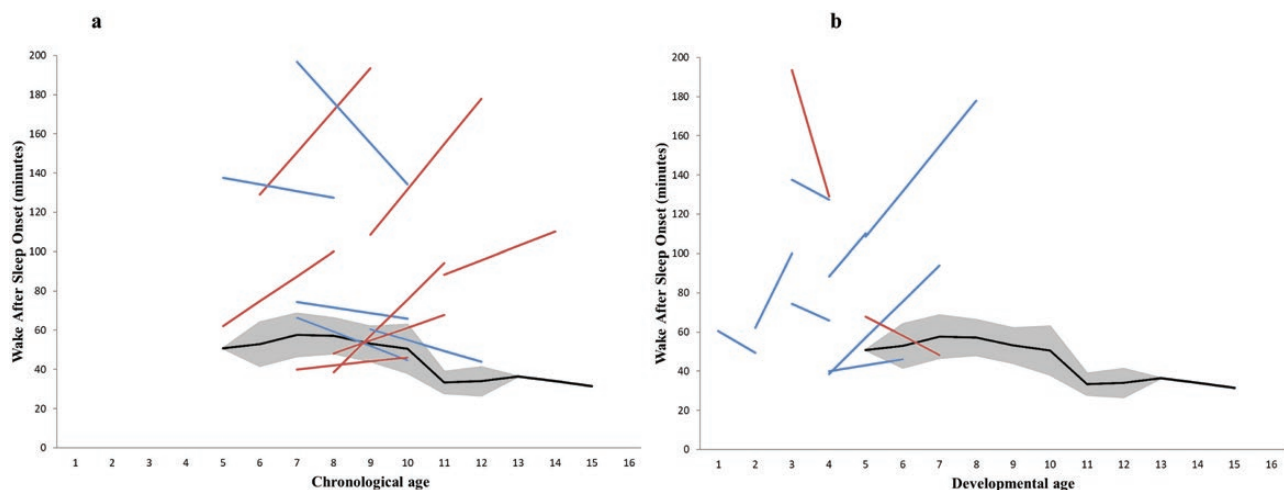 a
200
180
160
140
120
100
80
60
40
20
0
Wake After Sleep Onset (minutes)
1 2 3 4 5 6 7 8 9 10 11 12 13 14 15 16
Chronological age
b
200
180
160
140
120
100
80
60
40
20
0
Wake After Sleep Onset (minutes)
1 2 3 4 5 6 7 8 9 10 11 12 13 14 15 16
Developmental age